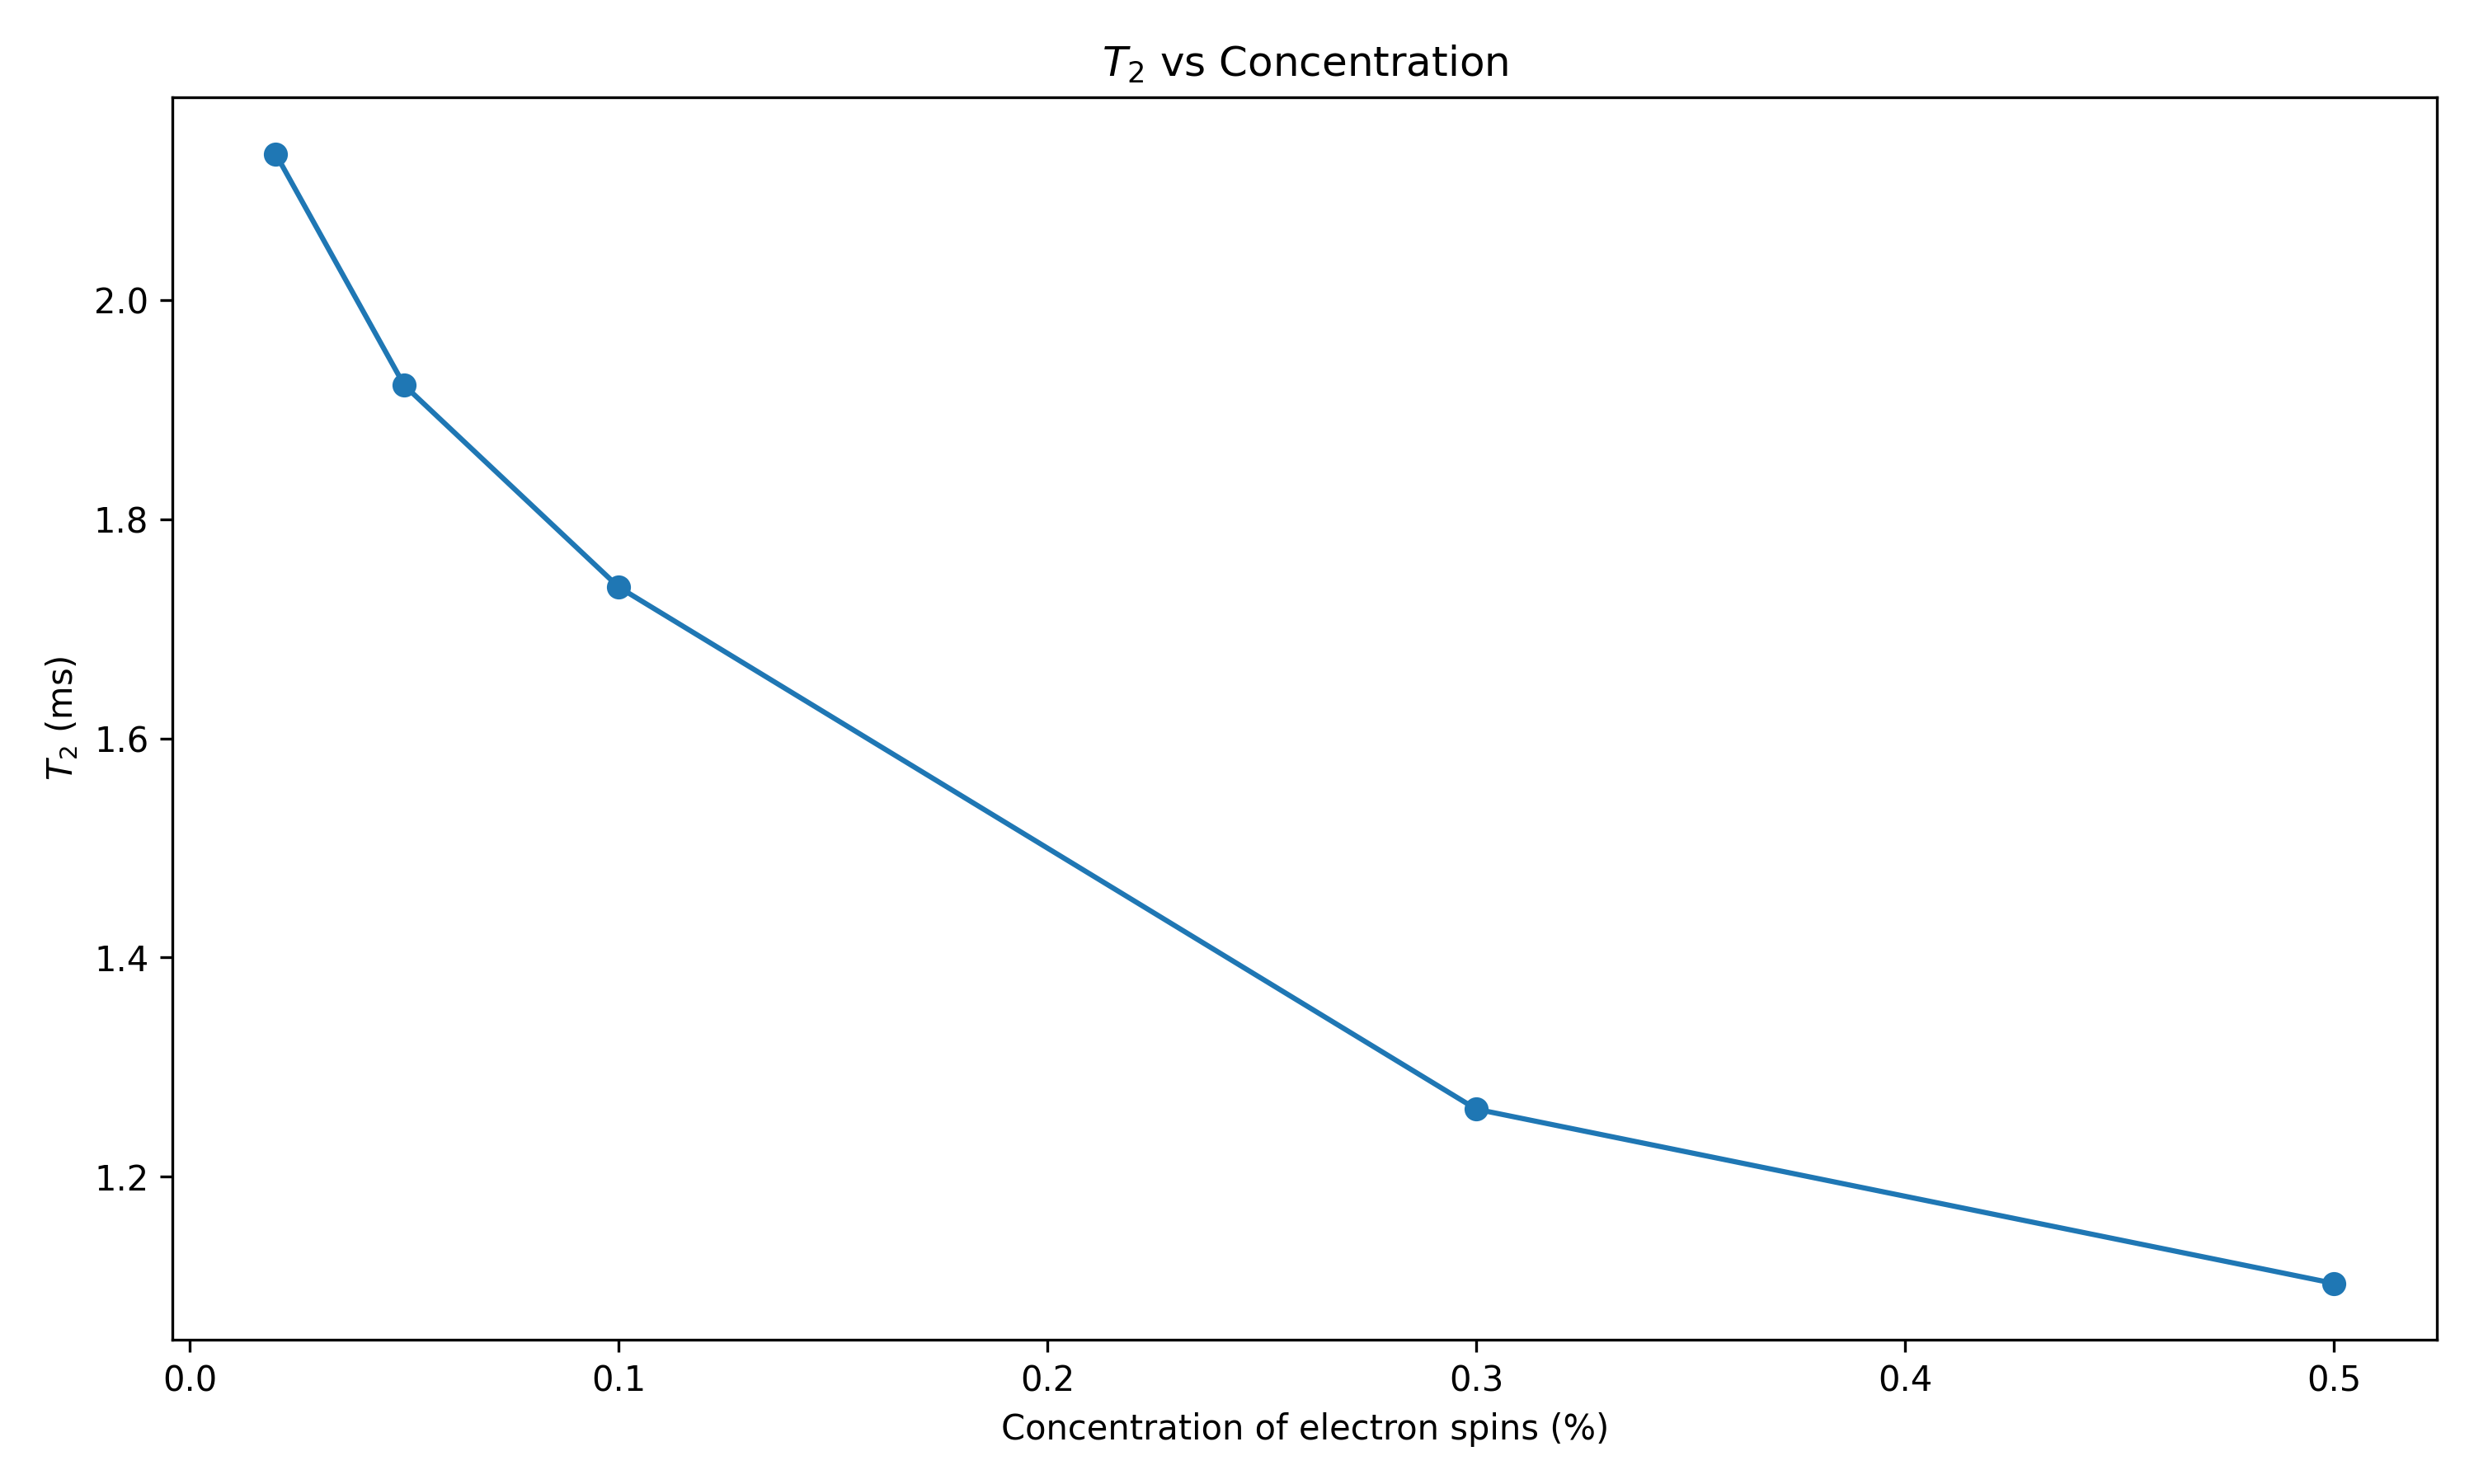 T₂ vs Concentration
T₂ (ms)
2.0
1.8
1.6
1.4
1.2
0.0 0.1 0.2 0.3 0.4 0.5
Concentration of electron spins (%)